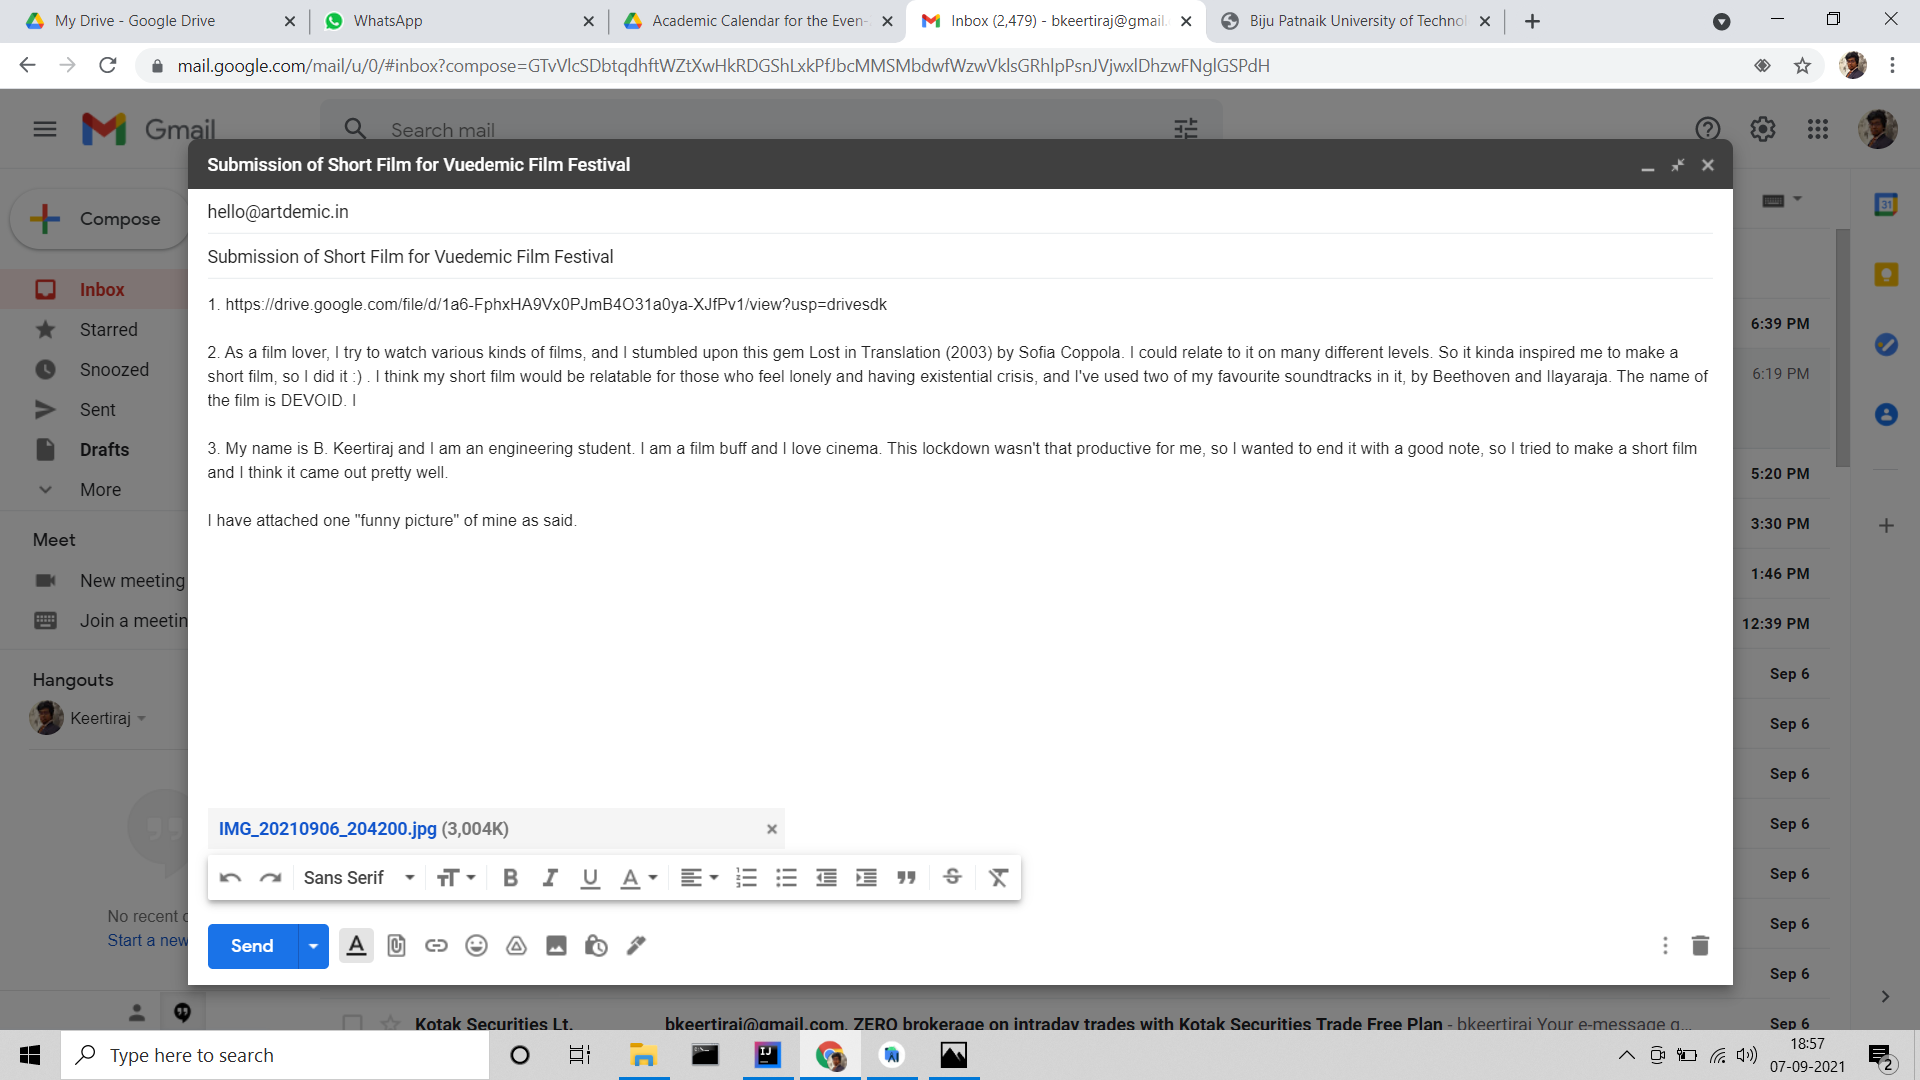 My Drive - Google Drive
WhatsApp
Academic Calendar for the Even-
Inbox (2,479) - bkeertiraj@gmail.
Biju Patnaik University of Technol
mail.google.com/mail/u/0/#inbox?compose=GTvVlcSDbtqdhftWZtXwHkRDGShLxkPfJbcMMSMbdwfWzwVklsGRhlpPsnJVjwxlDhzwFNglGSPdH
Gmail
Search mail
Submission of Short Film for Vuedemic Film Festival
hello@artdemic.in
Submission of Short Film for Vuedemic Film Festival
1. https://drive.google.com/file/d/1a6-FphxHA9Vx0PJmB4O31a0ya-XJfPv1/view?usp=drivesdk
2. As a film lover, I try to watch various kinds of films, and I stumbled upon this gem Lost in Translation (2003) by Sofia Coppola. I could relate to it on many different levels. So it kinda inspired me to make a
short film, so I did it :) . I think my short film would be relatable for those who feel lonely and having existential crisis, and I've used two of my favourite soundtracks in it, by Beethoven and Ilayaraja. The name of
the film is DEVOID. I
3. My name is B. Keertiraj and I am an engineering student. I am a film buff and I love cinema. This lockdown wasn't that productive for me, so I wanted to end it with a good note, so I tried to make a short film
and I think it came out pretty well.
I have attached one "funny picture" of mine as said.
IMG_20210906_204200.jpg (3,004K)
Sans Serif
Send
Compose
Inbox
Starred
Snoozed
Sent
Drafts
More
Meet
New meeting
Join a meetin
Hangouts
Keertiraj
No recent c
Start a new
6:39 PM
6:19 PM
5:20 PM
3:30 PM
1:46 PM
12:39 PM
Sep 6
Sep 6
Sep 6
Sep 6
Sep 6
Sep 6
Sep 6
Kotak Securities Lt. bkeertiraj@gmail.com, ZERO brokerage on intraday trades with Kotak Securities Trade Free Plan - bkeertiraj Your e-message g... Sep 6
31
Type here to search
IJ
18:57
07-09-2021
2